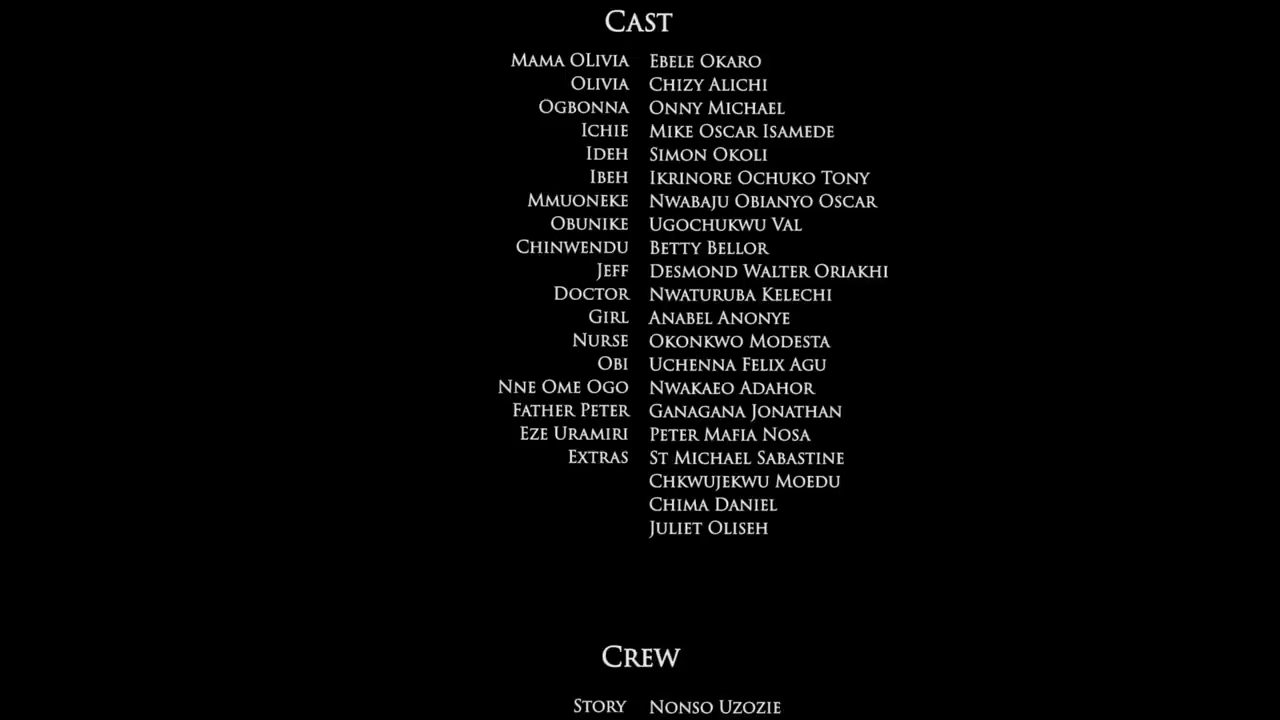 Cast
Mama OLivia Ebele Okaro
Olivia Chizy Alichi
Ogbonna Onny Michael
Ichie Mike Oscar Isamede
Ideh Simon Okoli
Ibeh Ikrinore Ochuko Tony
Mmuoneke Nwabaju Obianyo Oscar
Obunike Ugochukwu Val
Chinwendu Betty Bellor
Jeff Desmond Walter Oriakhi
Doctor Nwaturuba Kelechi
Girl Anabel Anonye
Nurse Okonkwo Modesta
Obi Uchenna Felix Agu
Nne Ome Ogo Nwakaeo Adahor
Father Peter Ganagana Jonathan
Eze Uramiri Peter Mafia Nosa
Extras St Michael Sabastine
Chkwujekwu Moedu
Chima Daniel
Juliet Oliseh
Crew
Story Nonso Uzozie